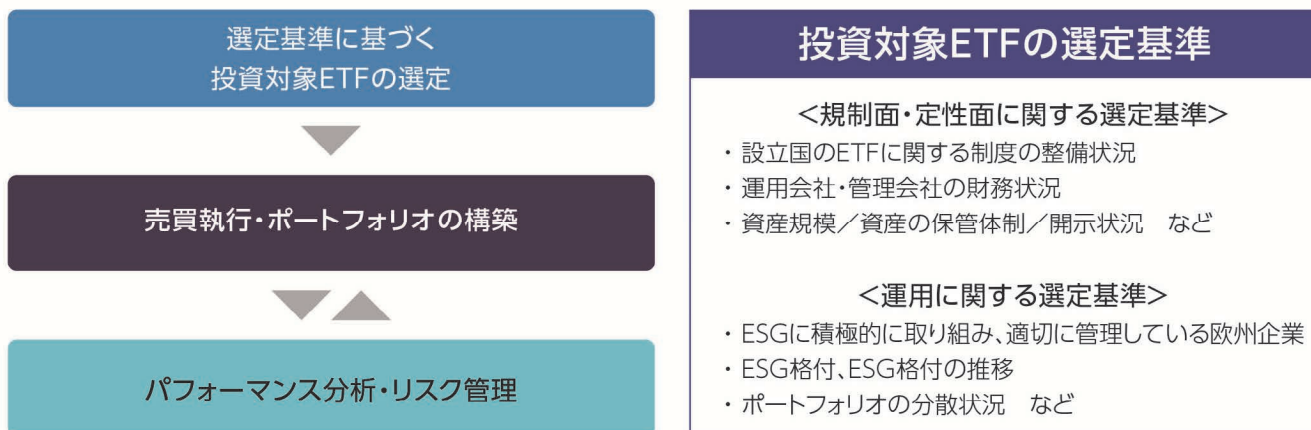 選定基準に基づく
投資対象ETFの選定
売買執行・ポートフォリオの構築
パフォーマンス分析・リスク管理
投資対象ETFの選定基準
＜規制面・定性面に関する選定基準＞
・設立国のETFに関する制度の整備状況
・運用会社・管理会社の財務状況
・資産規模／資産の保管体制／開示状況　など
＜運用に関する選定基準＞
・ESGに積極的に取り組み、適切に管理している欧州企業
・ESG格付、ESG格付の推移
・ポートフォリオの分散状況　など